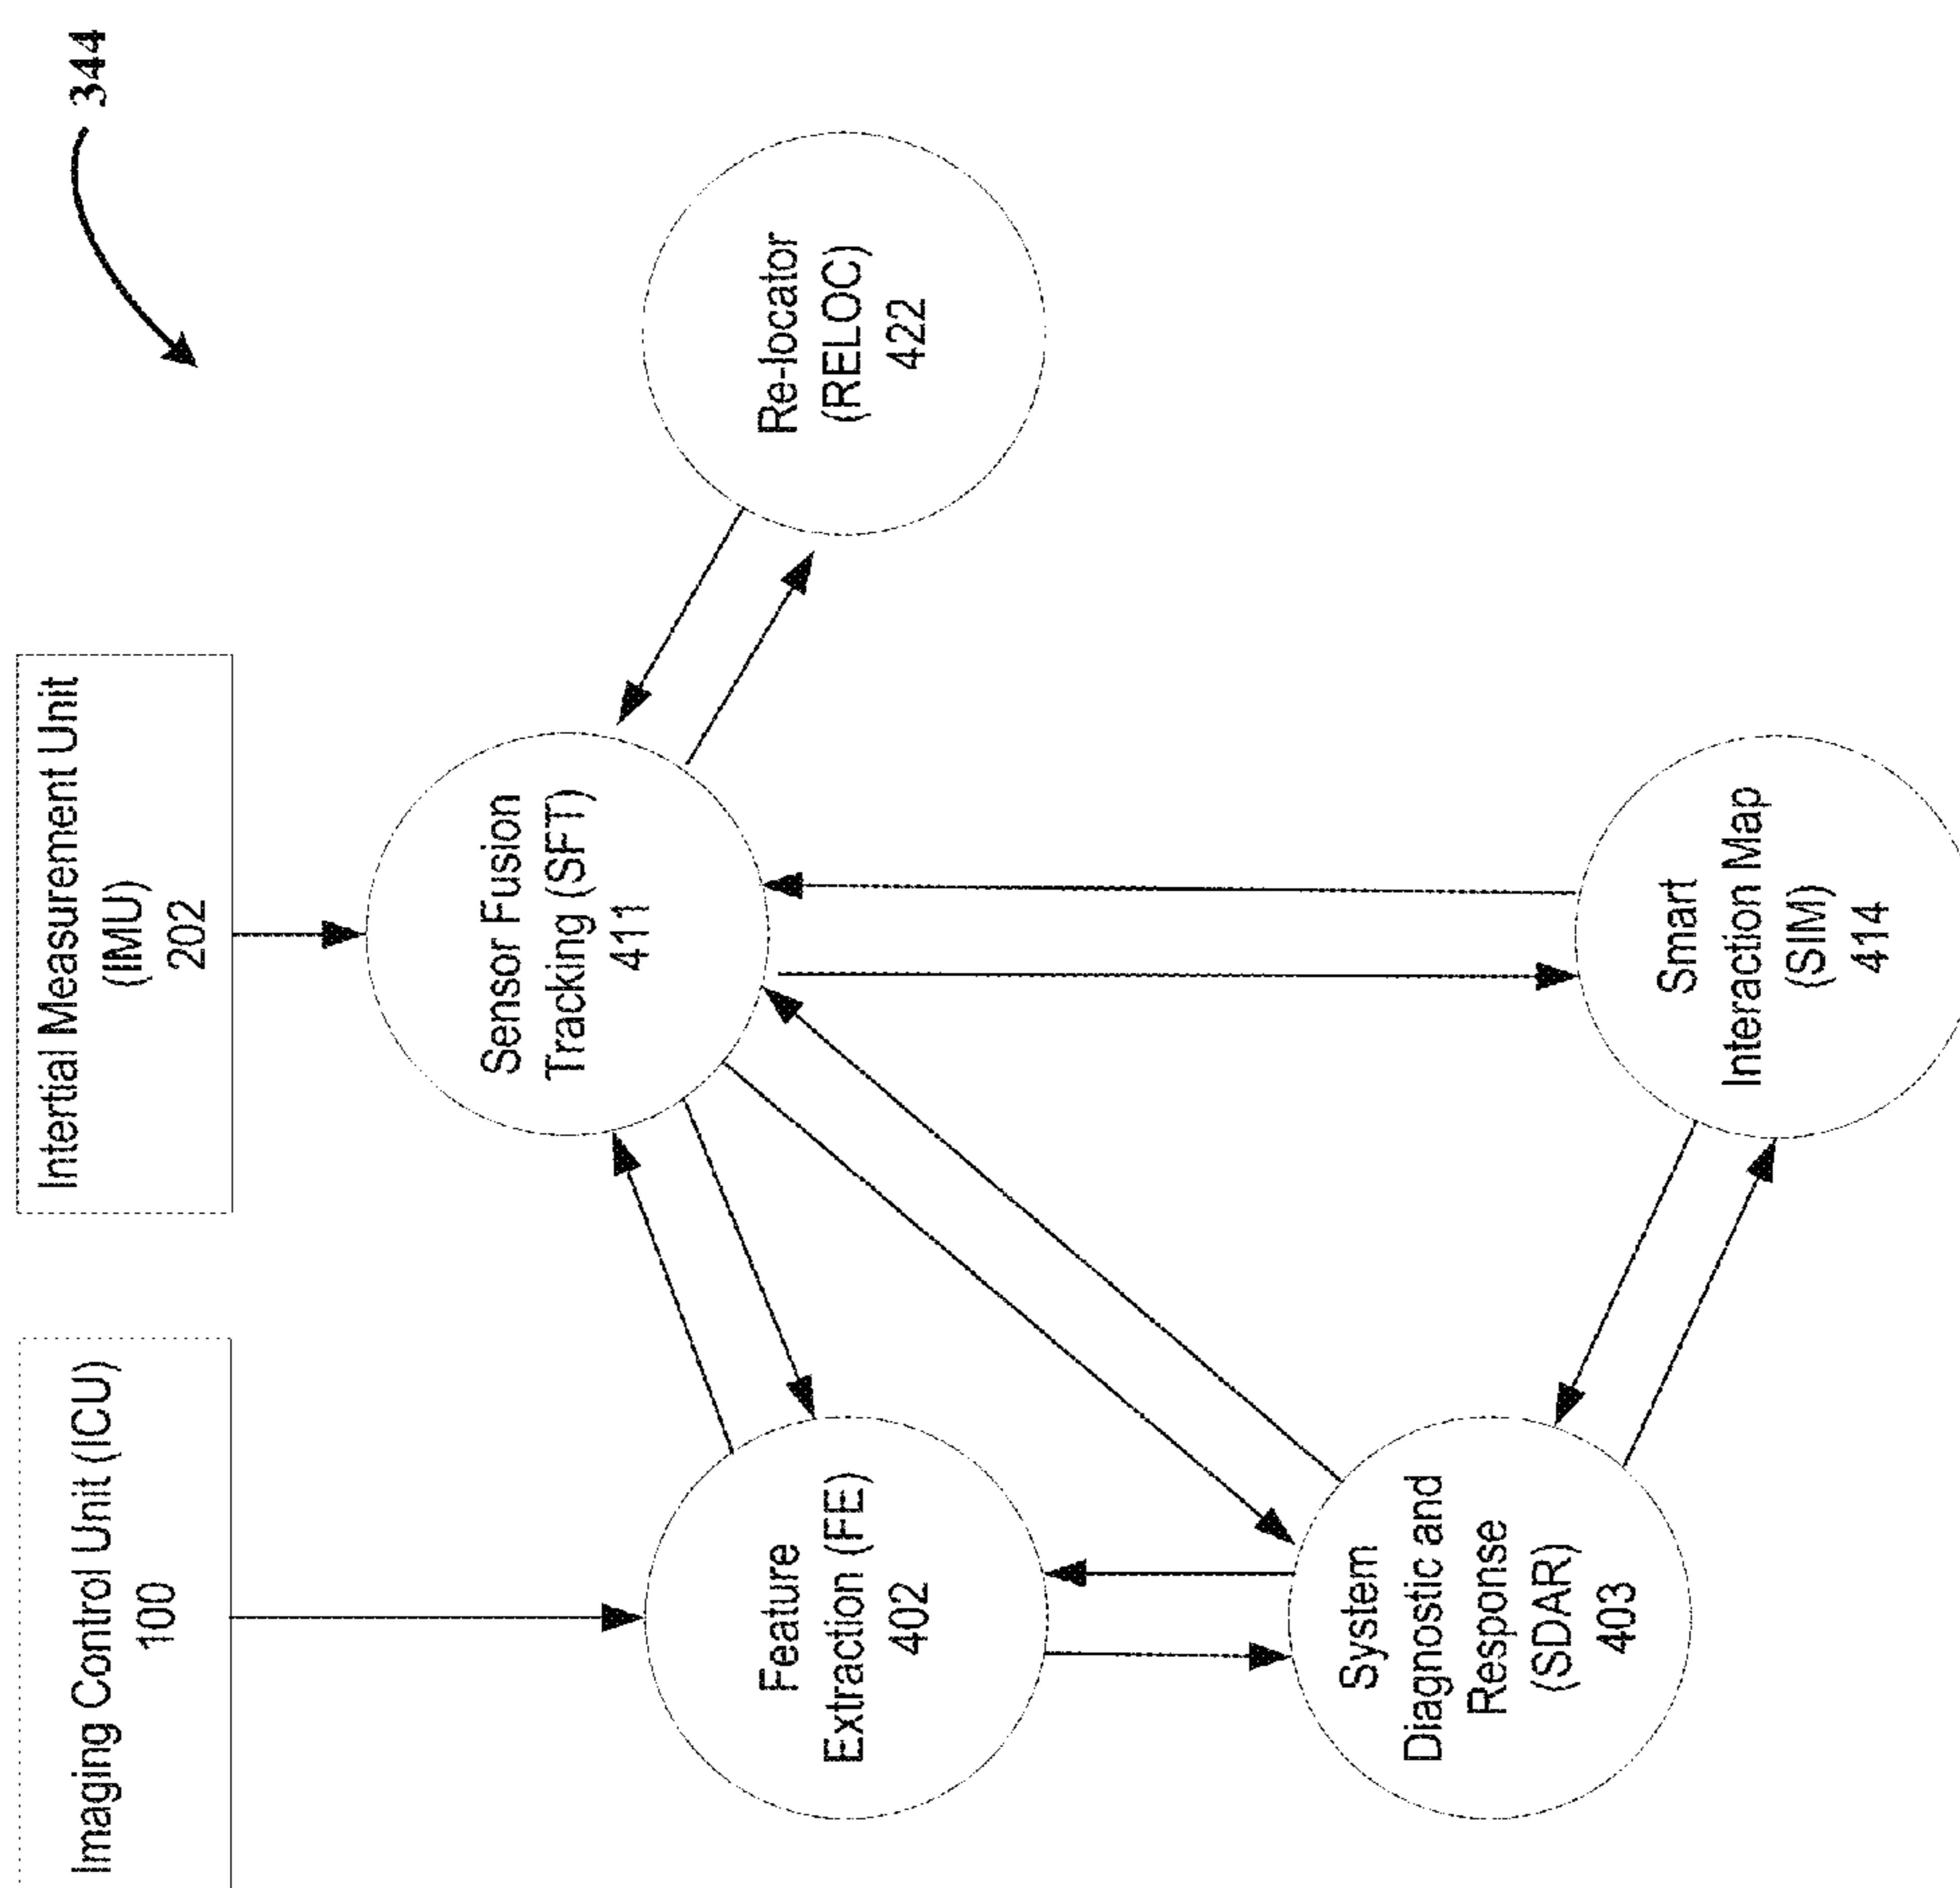 344
Imaging Control Unit (ICU)
100
Intertial Measurement Unit
(IMU)
202
Feature
Extraction (FE)
402
Sensor Fusion
Tracking (SFT)
411
Re-locator
(RELOC)
422
System
Diagnostic and
Response
(SDAR)
403
Smart
Interaction Map
(SIM)
414